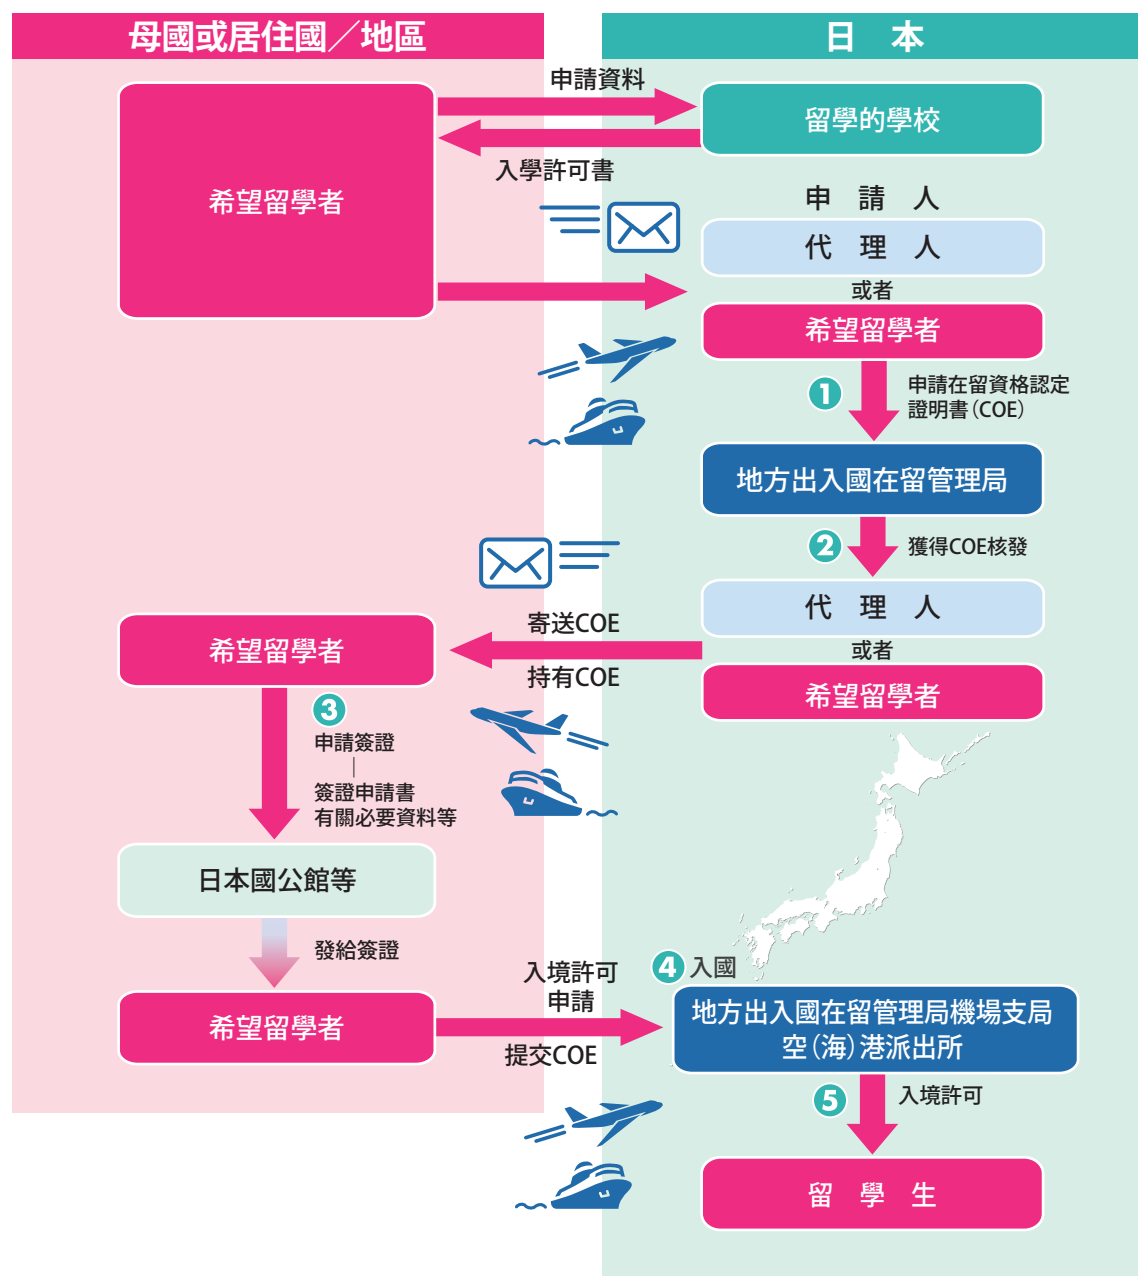 母國或居住國／地區
日 本
申請資料
留學的學校
入學許可書
希望留學者
申 請 人
代 理 人
或者
希望留學者
1
申請在留資格認定
證明書(COE)
地方出入國在留管理局
2
獲得COE核發
代 理 人
或者
希望留學者
寄送COE
持有COE
希望留學者
3
申請簽證
簽證申請書
有關必要資料等
日本國公館等
發給簽證
希望留學者
入境許可
申請
提交COE
4 入國
地方出入國在留管理局機場支局
空(海)港派出所
5
入境許可
留 學 生